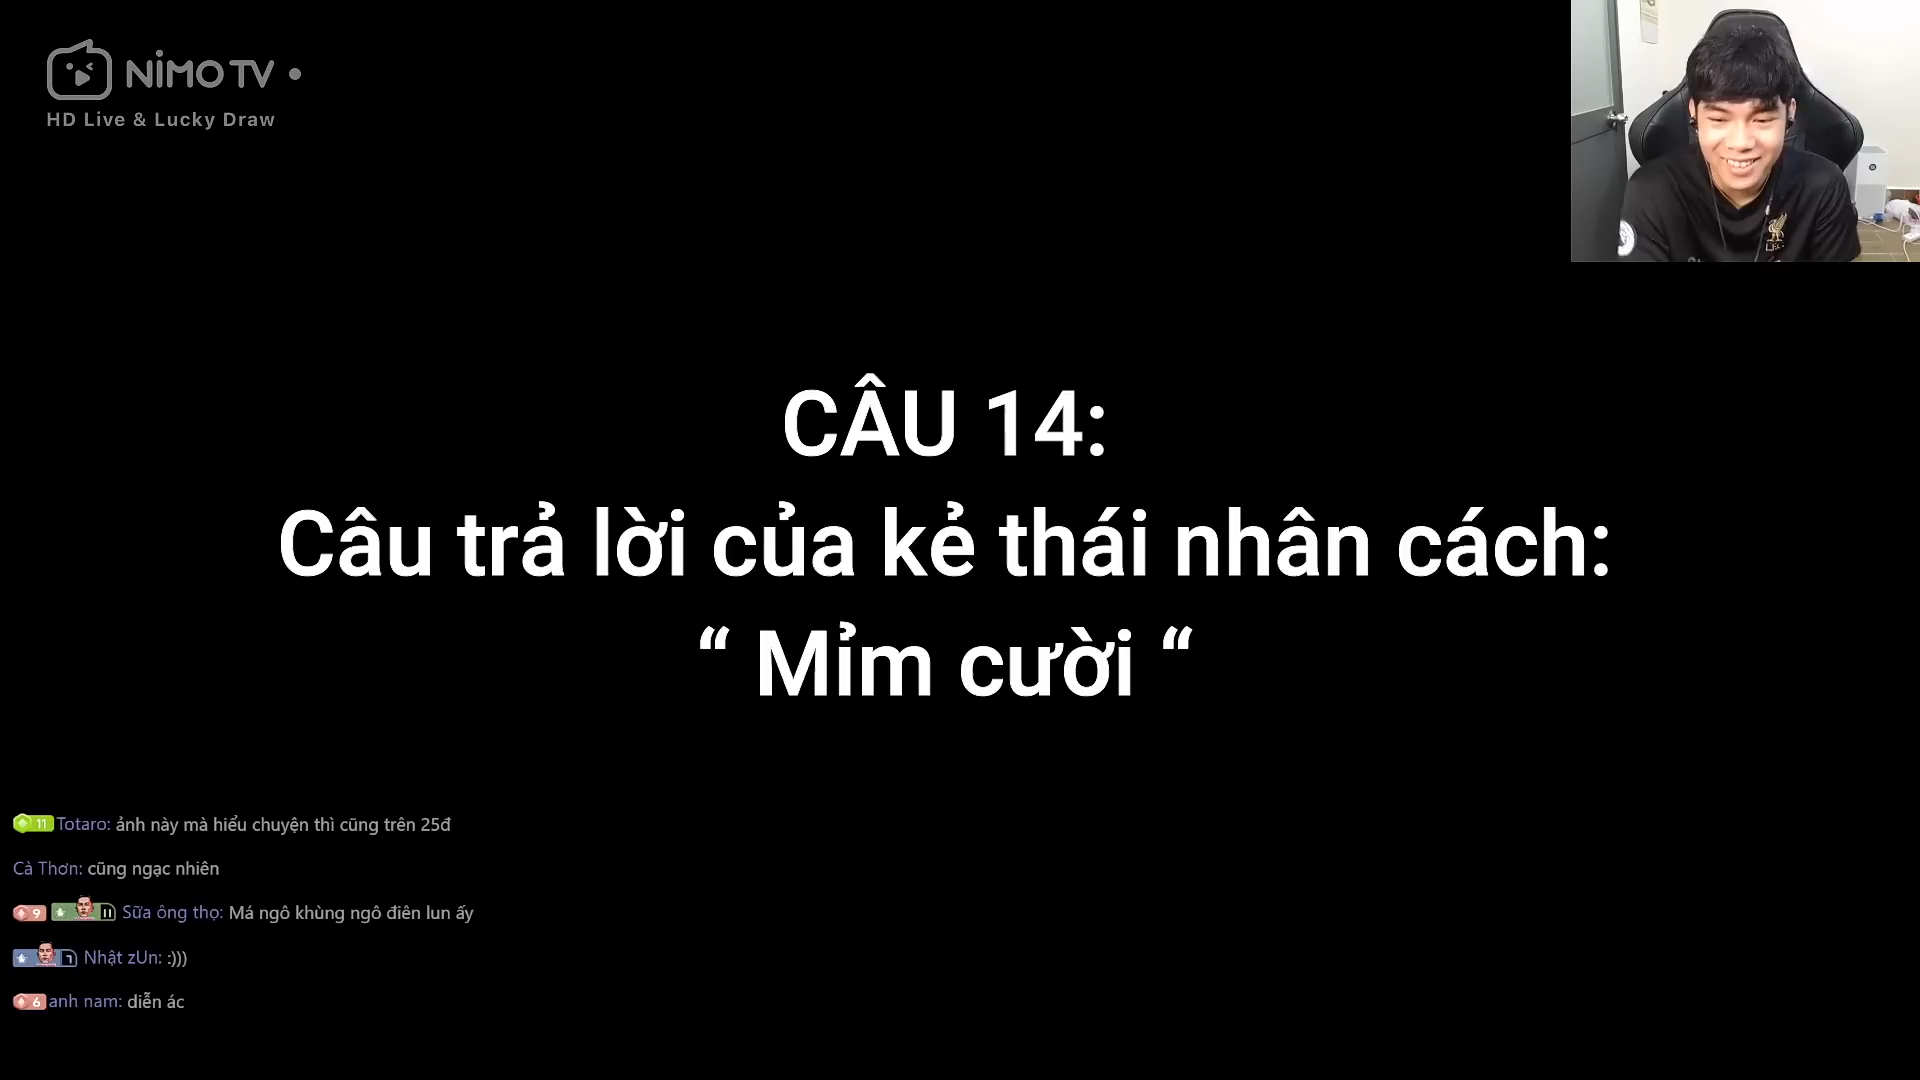 NIMO TV
HD Live & Lucky Draw
CÂU 14:
Câu trả lời của kẻ thái nhân cách:
“ Mỉm cười “
11 Totaro: ảnh này mà hiểu chuyện thì cũng trên 25đ
Cà Thơn: cũng ngạc nhiên
9 Sữa ông thọ: Má ngô khùng ngô điên lun ấy
Nhật zUn: :)))
6 anh nam: diễn ác